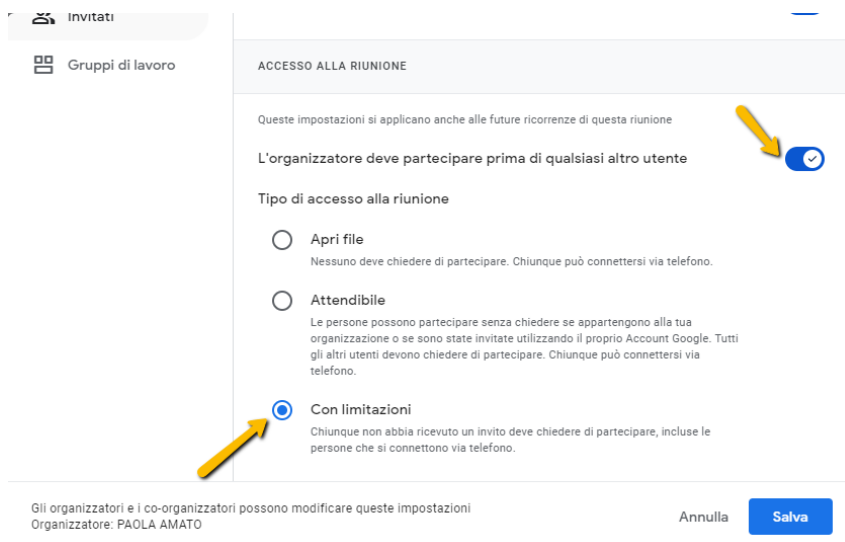 Invitati
Gruppi di lavoro
ACCESSO ALLA RIUNIONE
Queste impostazioni si applicano anche alle future ricorrenze di questa riunione
L'organizzatore deve partecipare prima di qualsiasi altro utente
Tipo di accesso alla riunione
Apri file
Nessuno deve chiedere di partecipare. Chiunque può connettersi via telefono.
Attendibile
Le persone possono partecipare senza chiedere se appartengono alla tua
organizzazione o se sono state invitate utilizzando il proprio Account Google. Tutti
gli altri utenti devono chiedere di partecipare. Chiunque può connettersi via
telefono.
Con limitazioni
Chiunque non abbia ricevuto un invito deve chiedere di partecipare, incluse le
persone che si connettono via telefono.
Gli organizzatori e i co-organizzatori possono modificare queste impostazioni
Organizzatore: PAOLA AMATO
Annulla
Salva